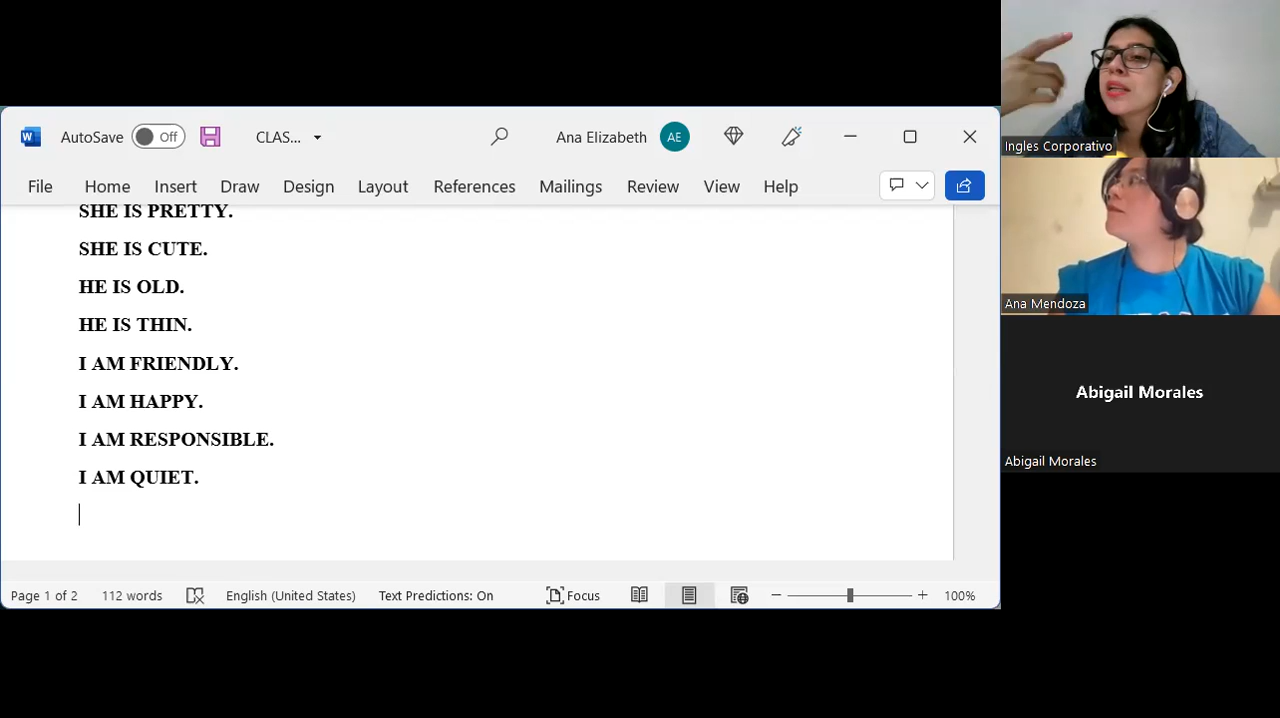 AutoSave Off CLAS... Ana Elizabeth AE
File Home Insert Draw Design Layout References Mailings Review View Help
SHE IS PRETTY.
SHE IS CUTE.
HE IS OLD.
HE IS THIN.
I AM FRIENDLY.
I AM HAPPY.
I AM RESPONSIBLE.
I AM QUIET.
Page 1 of 2 112 words English (United States) Text Predictions: On Focus 100%
Ingles Corporativo
Ana Mendoza
Abigail Morales
Abigail Morales